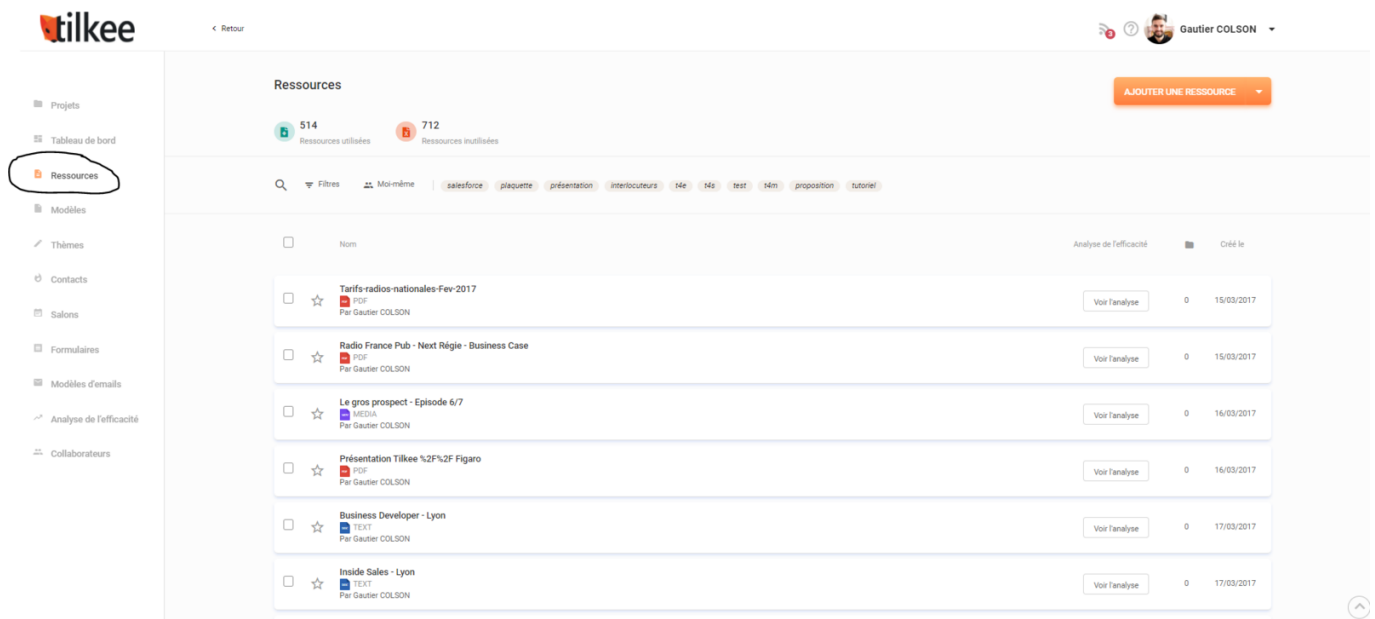 tilkee
< Retour
3
Gautier COLSON
Projets
Tableau de bord
Ressources
Modèles
Thèmes
Contacts
Salons
Formulaires
Modèles d'emails
Analyse de l'efficacité
Collaborateurs
Ressources
AJOUTER UNE RESSOURCE
514
Ressources utilisées
712
Ressources inutilisées
Filtres
Moi-même
salesforce plaquette présentation interlocuteurs t4e t4s test t4m proposition tutoriel
Nom Analyse de l'efficacité Créé le
Tarifs-radios-nationales-Fev-2017
PDF
Par Gautier COLSON
Voir l'analyse 0 15/03/2017
Radio France Pub - Next Régie - Business Case
PDF
Par Gautier COLSON
Voir l'analyse 0 15/03/2017
Le gros prospect - Episode 6/7
MEDIA
Par Gautier COLSON
Voir l'analyse 0 16/03/2017
Présentation Tilkee %2F%2F Figaro
PDF
Par Gautier COLSON
Voir l'analyse 0 16/03/2017
Business Developer - Lyon
TEXT
Par Gautier COLSON
Voir l'analyse 0 17/03/2017
Inside Sales - Lyon
TEXT
Par Gautier COLSON
Voir l'analyse 0 17/03/2017